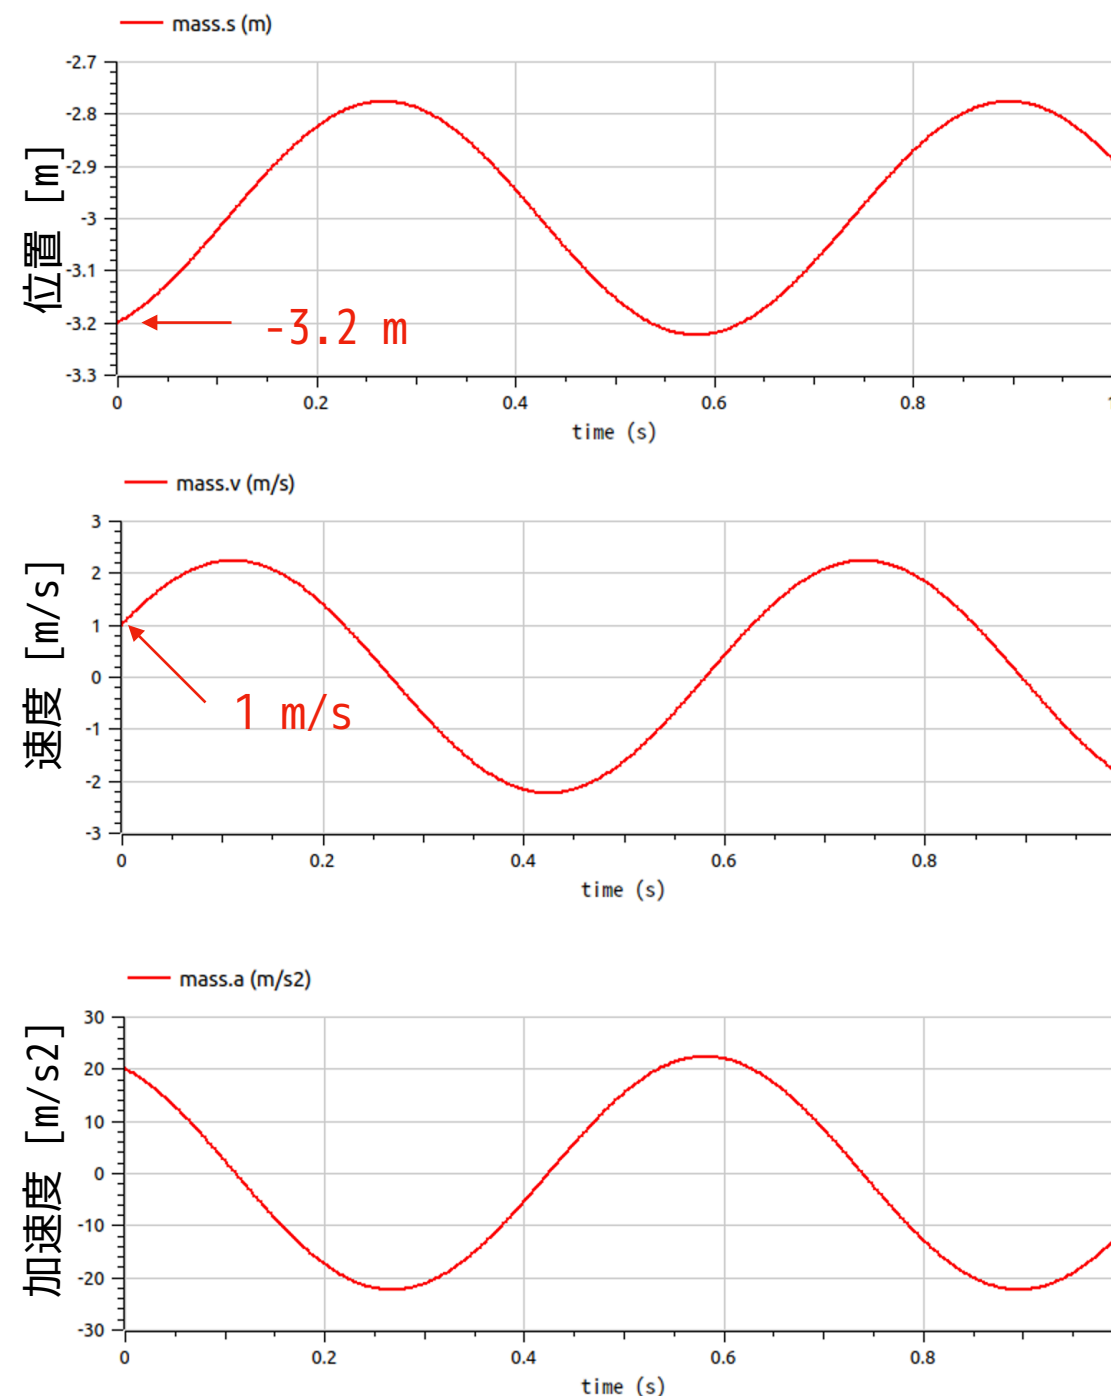 mass.s (m)
位置 [m]
-2.7
-2.8
-2.9
-3
-3.1
-3.2
-3.3
-3.2 m
0 0.2 0.4 0.6 0.8
time (s)
mass.v (m/s)
速度 [m/s]
3
2
1
0
-1
-2
-3
1 m/s
0 0.2 0.4 0.6 0.8
time (s)
mass.a (m/s2)
加速度 [m/s2]
30
20
10
0
-10
-20
-30
0 0.2 0.4 0.6 0.8
time (s)